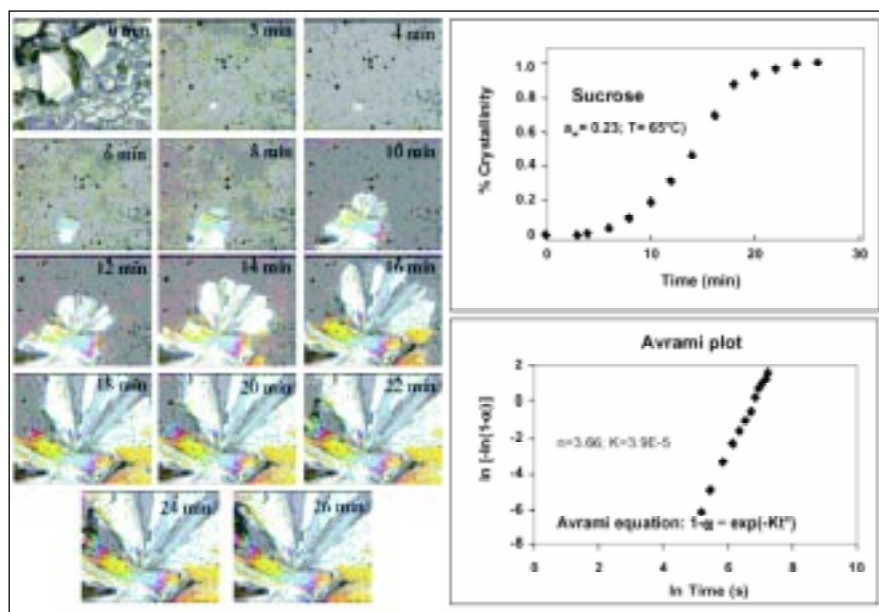 0 min
3 min
4 min
6 min
8 min
10 min
12 min
14 min
16 min
18 min
20 min
22 min
24 min
26 min
% Crystallinity
1.0
0.8
0.6
0.4
0.2
0
Sucrose
a_w = 0.23; T= 65°C)
0 10 20 30
Time (min)
Avrami plot
ln [-ln(1-α)]
2
0
-2
-4
-6
-8
n=3.66; K=3.9E-5
Avrami equation: 1-α = exp(-Ktⁿ)
0 2 4 6 8 10
ln Time (s)